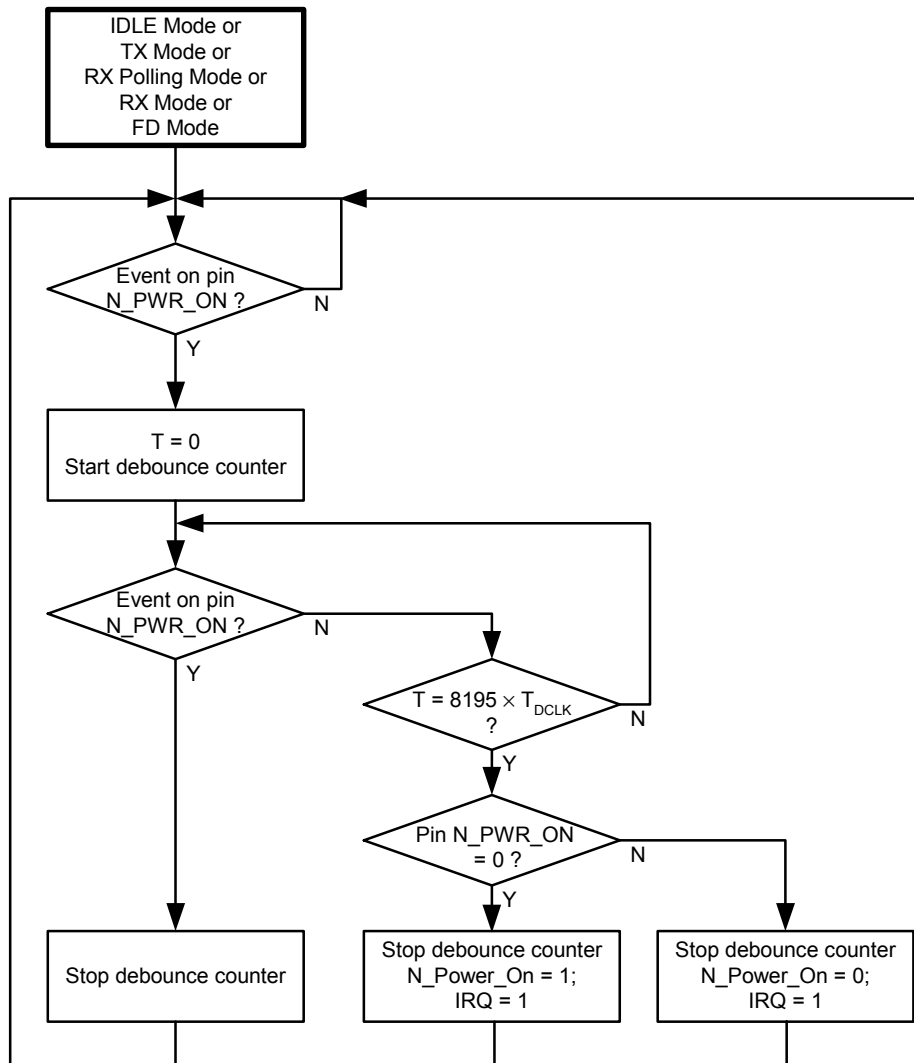 IDLE Mode or
TX Mode or
RX Polling Mode or
RX Mode or
FD Mode
Event on pin
N_PWR_ON ?
N
Y
T = 0
Start debounce counter
Event on pin
N_PWR_ON ?
N
Y
T = 8195 × T_DCLK
?
N
Y
Pin N_PWR_ON
= 0 ?
N
Y
Stop debounce counter
Stop debounce counter
N_Power_On = 1;
IRQ = 1
Stop debounce counter
N_Power_On = 0;
IRQ = 1